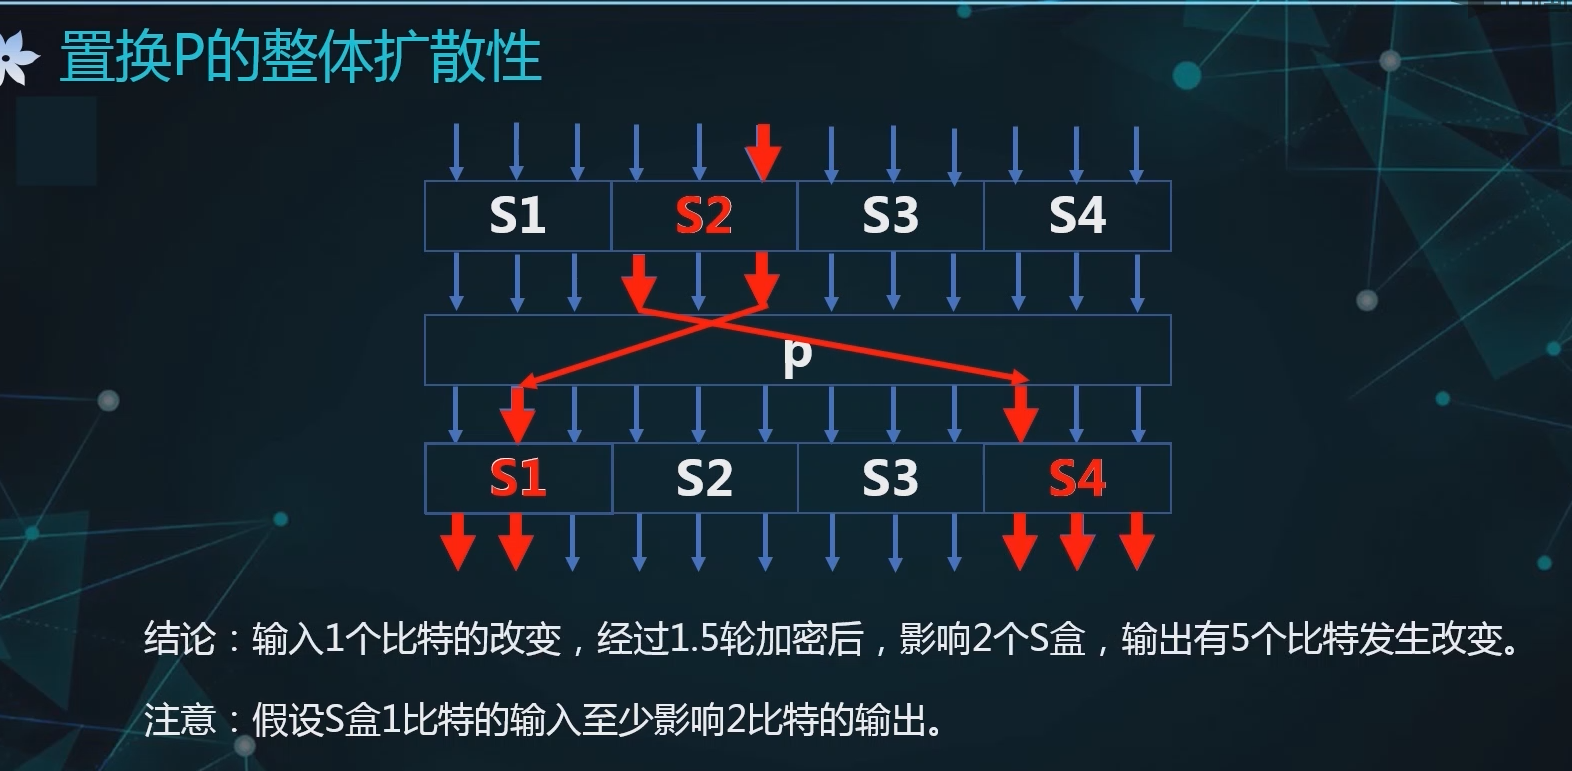 置换P的整体扩散性
S1 S2 S3 S4
p
S1 S2 S3 S4
结论：输入1个比特的改变，经过1.5轮加密后，影响2个S盒，输出有5个比特发生改变。
注意：假设S盒1比特的输入至少影响2比特的输出。